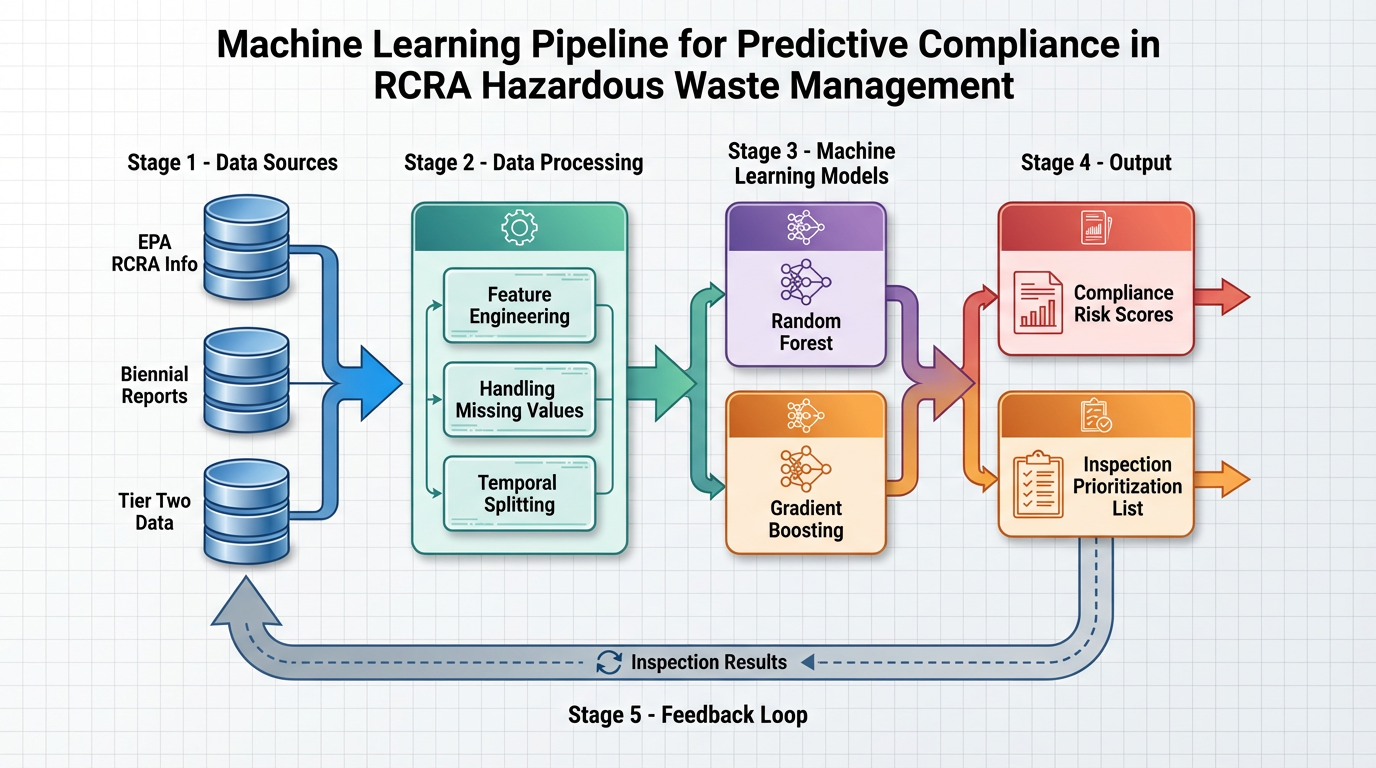 Machine Learning Pipeline for Predictive Compliance in
RCRA Hazardous Waste Management
Stage 1 - Data Sources
EPA
RCRA Info
Biennial
Reports
Tier Two
Data
Stage 2 - Data Processing
Feature
Engineering
Handling
Missing Values
Temporal
Splitting
Stage 3 - Machine
Learning Models
Random
Forest
Gradient
Boosting
Stage 4 - Output
Compliance
Risk Scores
Inspection
Prioritization
List
Inspection Results
Stage 5 - Feedback Loop